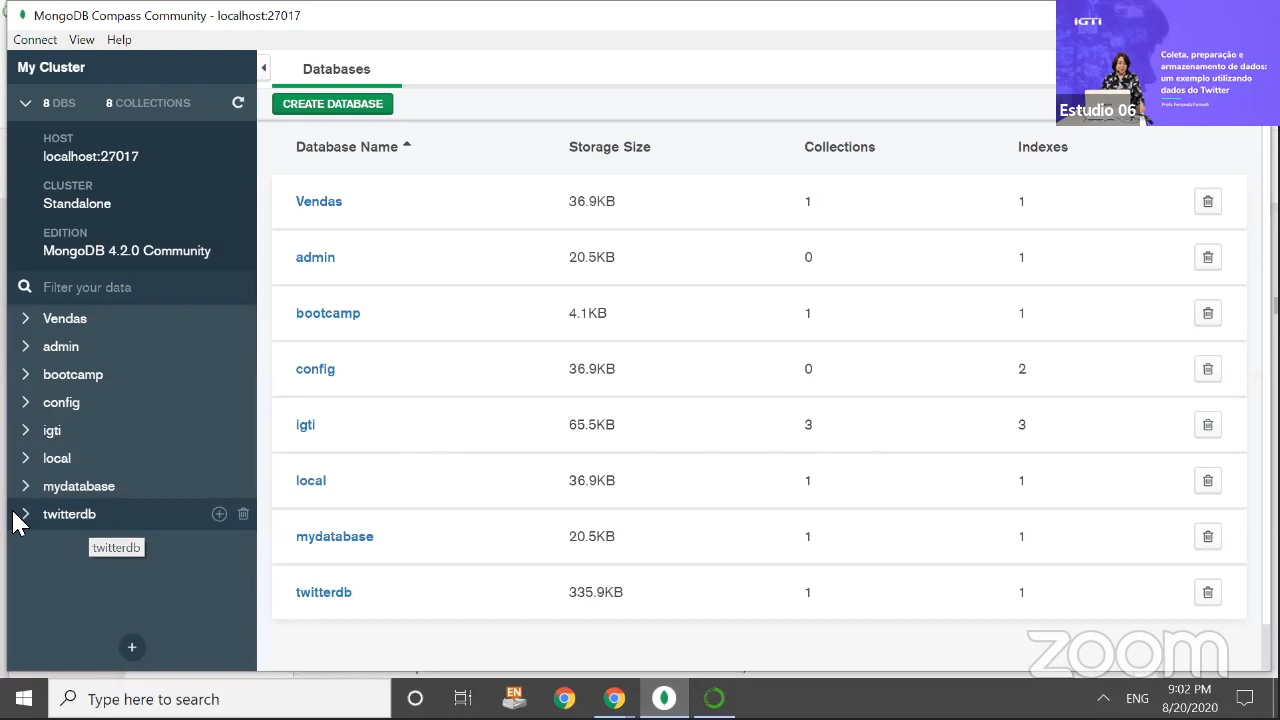 MongoDB Compass Community - localhost:27017
Connect View Help
My Cluster
8 DBS 8 COLLECTIONS
HOST
localhost:27017
CLUSTER
Standalone
EDITION
MongoDB 4.2.0 Community
Filter your data
Vendas
admin
bootcamp
config
igti
local
mydatabase
twitterdb
twitterdb
Databases
CREATE DATABASE
Database Name Storage Size Collections Indexes
Vendas 36.9KB 1 1
admin 20.5KB 0 1
bootcamp 4.1KB 1 1
config 36.9KB 0 2
igti 65.5KB 3 3
local 36.9KB 1 1
mydatabase 20.5KB 1 1
twitterdb 335.9KB 1 1
iGTi
Coleta, preparação e
armazenamento de dados:
um exemplo utilizando
dados do Twitter
Profa. Fernanda Farinelli
Estudio 06
zoom
Type here to search
EN
ENG
9:02 PM
8/20/2020